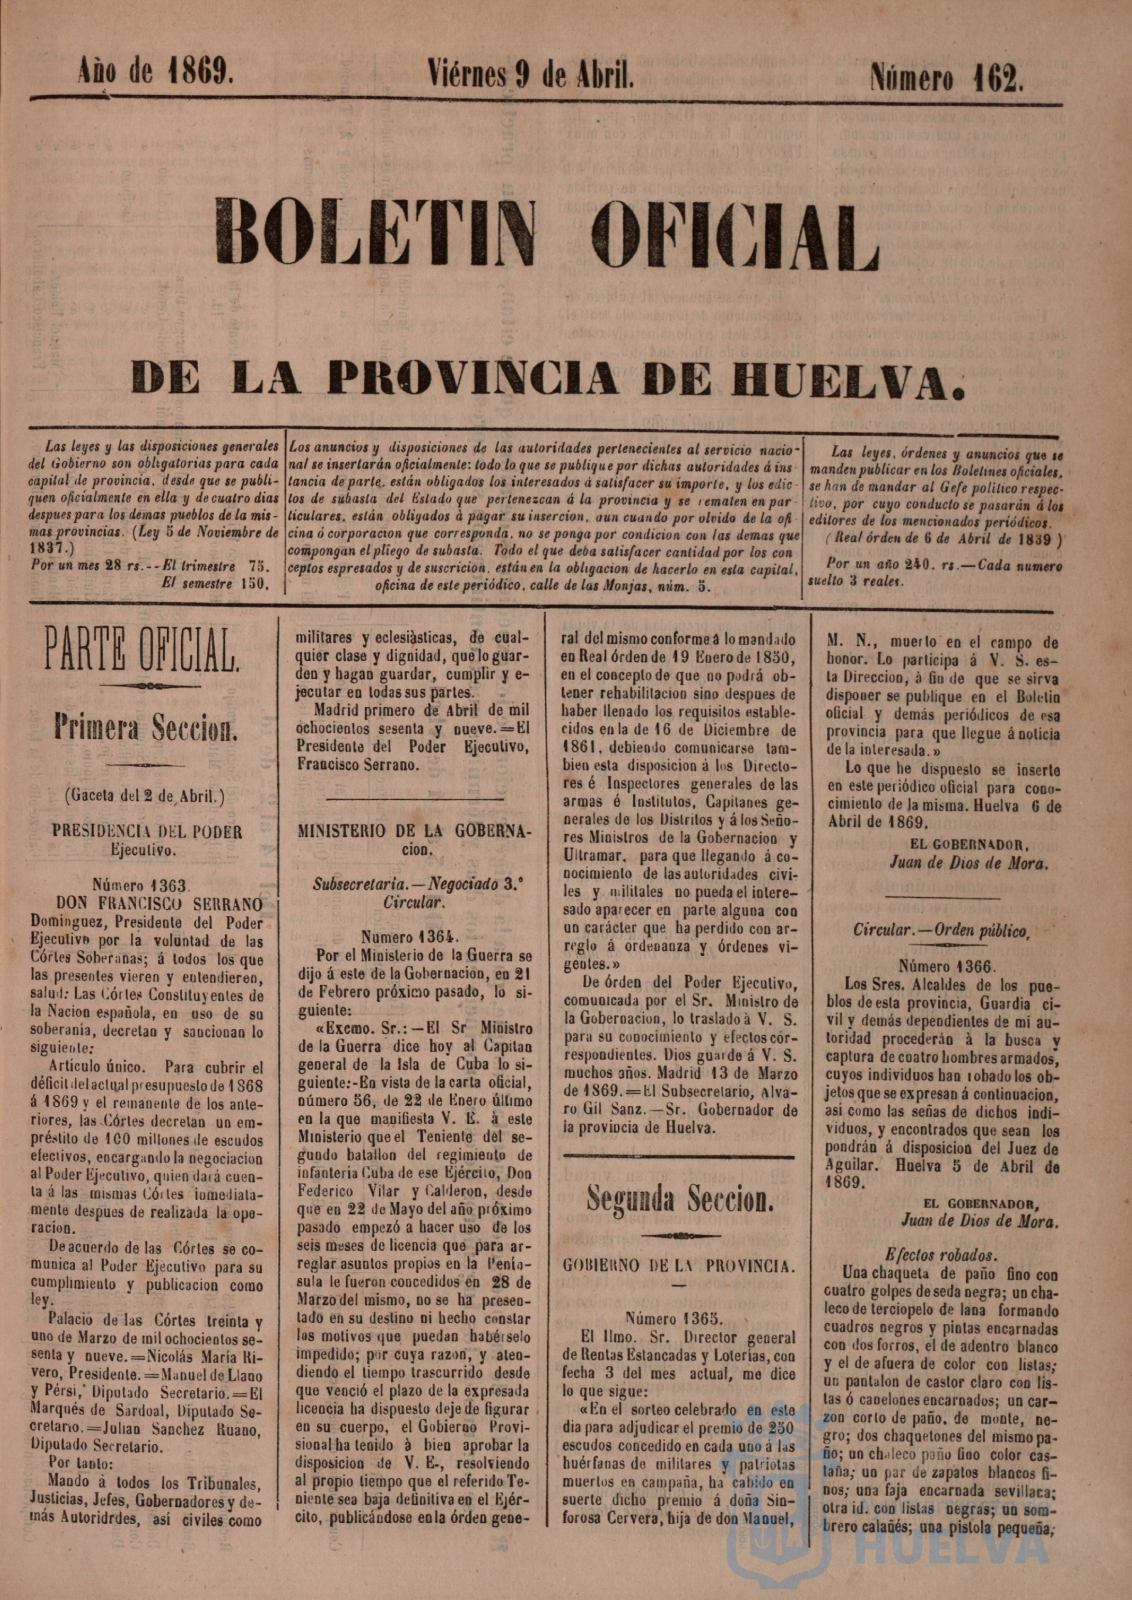 Año de 1869.
Viérnes 9 de Abril.
Número 162.
BOLETIN OFICIAL
DE LA PROVINCIA DE HUELVA.
Las leyes y las disposiciones generales
del Gobierno son obligatorias para cada
capital de provincia, desde que se publi-
quen oficialmente en ella y de cuatro dias
despues para los demas pueblos de la mis-
mas provincias. (Ley 5 de Noviembre de
1837.)
Por un mes 28 rs.--El trimestre 75.
El semestre 150.
Los anuncios y disposiciones de las autoridades pertenecientes al servicio nacio-
nal se insertarán oficialmente: todo lo que se publique por dichas autoridades á ins-
tancia de parte, están obligados los interesados à satisfacer su importe, y los edic-
tos de subasta del Estado que pertenezcan á la provincia y se rematen en par-
ticulares, están obligados à pagar su insercion, aun cuando por olvido de la ofi
cina ó corporacion que corresponda, no se ponga por condicion con las demas que
compongan el pliego de subasta. Todo el que deba satisfacer cantidad por los con
ceptos espresados y de suscricion, están en la obligacion de hacerlo en esta capital,
oficina de este periódico, calle de las Monjas, núm. 5.
Las leyes, órdenes y anuncios que se
manden publicar en los Boletines oficiales,
se han de mandar al Gefe politico respec-
tivo, por cuyo conducto se pasarán á los
editores de los mencionados periódicos.
(Real órden de 6 de Abril de 1839)
Por un año 240. rs.—Cada numero
suelto 3 reales.
PARTE OFICIAL.
Primera Seccion.
(Gaceta del 2 de Abril.)
PRESIDENCIA DEL PODER
Ejecutivo.
Número 1363.
DON FRANCISCO SERRANO
Dominguez, Presidente del Poder
Ejecutivo por la voluntad de las
Córtes Soberanas; á todos los que
las presentes vieren y entendieren,
salud: Las Córtes Constituyentes de
la Nacion española, en uso de su
soberanía, decretan y sancionan lo
siguiente:
Articulo único. Para cubrir el
déficit del actual presupuesto de 1868
á 1869 y el remanente de los ante-
riores, las Córtes decretan un em-
préstito de 100 millones de escudos
efectivos, encargando la negociacion
al Poder Ejecutivo, quien dará cuen-
ta á las mismas Córtes inmediata-
mente despues de realizada la ope-
racion.
De acuerdo de las Córtes se co-
munica al Poder Ejecutivo para su
cumplimiento y publicacion como
ley.
Palacio de las Córtes treinta y
uno de Marzo de mil ochocientos se-
senta y nueve.=Nicolás María Ri-
vero, Presidente.=Manuel de Llano
y Pérsi, Diputado Secretario.=El
Marqués de Sardoal, Diputado Se-
cretario.=Julian Sanchez Ruano,
Diputado Secretario.
Por tanto:
Mando á todos los Tribunales,
Justicias, Jefes, Gobernadores y de-
más Autoridrdes, así civiles como
militares y eclesiàsticas, de cual-
quier clase y dignidad, que lo guar-
den y hagan guardar, cumplir y e-
jecutar en todas sus partes.
Madrid primero de Abril de mil
ochocientos sesenta y nueve.=El
Presidente del Poder Ejecutivo,
Francisco Serrano.
MINISTERIO DE LA GOBERNA-
cion.
Subsecretaría.—Negociado 3.º
Circular.
Numero 1364.
Por el Ministerio de la Guerra se
dijo á este de la Gobernacion, en 21
de Febrero próximo pasado, lo si-
guiente:
«Excmo. Sr.:—El Sr Ministro
de la Guerra dice hoy al Capitan
general de la Isla de Cuba lo si-
guiente:-En vista de la carta oficial,
número 56, de 22 de Enero último
en la que manifiesta V. E. á este
Ministerio que el Teniente del se-
gundo batallon del regimiento de
infanteria Cuba de ese Ejército, Don
Federico Vilar y Calderon, desde
que en 22 de Mayo del año próximo
pasado empezó a hacer uso de los
seis meses de licencia que para ar-
reglar asuntos propios en la Penín-
sula le fueron concedidos en 28 de
Marzo del mismo, no se ha presen-
tado en su destino ni hecho constar
los motivos que puedan habérselo
impedido; por cuya razon, y aten-
diendo el tiempo trascurrido desde
que venció el plazo de la expresada
licencia ha dispuesto deje de figurar
en su cuerpo, el Gobierno Provi-
sional ha tenido à bien aprobar la
disposicion de V. E., resolviendo
al propio tiempo que el referido Te-
niente sea baja definitiva en el Ejér-
cito, publicándose en la órden gene-
ral del mismo conforme á lo mandado
en Real órden de 19 Enero de 1850,
en el concepto de que no podrá ob-
tener rehabilitacion sino despues de
haber llenado los requisitos estable-
cidos en la de 16 de Diciembre de
1861, debiendo comunicarse tam-
bien esta disposicion á los Directo-
res é Inspectores generales de las
armas é Institutos, Capitanes ge-
nerales de los Distritos y á los Seño-
res Ministros de la Gobernacion y
Ultramar, para que llegando á co-
nocimiento de las autoridades civi-
les y militales no pueda el intere-
sado aparecer en parte alguna con
un carácter que ha perdido con ar-
reglo á ordenanza y órdenes vi-
gentes.»
De órden del Poder Ejecutivo,
comunicada por el Sr. Ministro de
la Gobernacion, lo traslado à V. S.
para su conocimiento y efectos cor-
respondientes. Dios guarde á V. S.
muchos años. Madrid 13 de Marzo
de 1869.=El Subsecretario, Alva-
ro Gil Sanz.—Sr. Gobernador de
la provincia de Huelva.
Segunda Seccion.
GOBIERNO DE LA PROVINCIA.
Número 1365.
El Ilmo. Sr. Director general
de Rentas Estancadas y Loterías, con
fecha 3 del mes actual, me dice
lo que sigue:
«En el sorteo celebrado en este
dia para adjudicar el premio de 250
escudos concedido en cada uno á las
huérfanas de militares y patriotas
muertos en campaña, ha cabido en
suerte dicho premio á doña Sin-
forosa Cervera, hija de don Manuel,
M. N., muerto en el campo de
honor. Lo participa á V. S. es-
ta Direccion, à fin de que se sirva
disponer se publique en el Boletin
oficial y demás periódicos de esa
provincia para que llegue á noticia
de la interesada.»
Lo que he dispuesto se inserte
en este periódico oficial para cono-
cimiento de la misma. Huelva 6 de
Abril de 1869.
EL GOBERNADOR,
Juan de Dios de Mora.
Circular.—Orden público,
Número 1366.
Los Sres. Alcaldes de los pue-
blos de esta provincia, Guardia ci-
vil y demás dependientes de mi au-
toridad procederán à la busca y
captura de cuatro hombres armados,
cuyos individuos han robado los ob-
jetos que se expresan á continuacion,
así como las señas de dichos indi-
viduos, y encontrados que sean los
pondrán á disposicion del Juez de
Aguilar. Huelva 5 de Abril de
1869.
EL GOBERNADOR,
Juan de Dios de Mora.
Efectos robados.
Una chaqueta de paño fino con
cuatro golpes de seda negra; un cha-
leco de terciopelo de lana formando
cuadros negros y pintas encarnadas
con dos forros, el de adentro blanco
y el de afuera de color con listas;
un pantalon de castor claro con lis-
tas ó canelones encarnados; un car-
zon corto de paño, de monte, ne-
gro; dos chaquetones del mismo pa-
ño; un chaleco paño fino color cas-
taña; un par de zapatos blancos fi-
nos; una faja encarnada sevillaca;
otra id. con listas negras; un som-
brero calañés; una pistola pequeña;
HUELVA